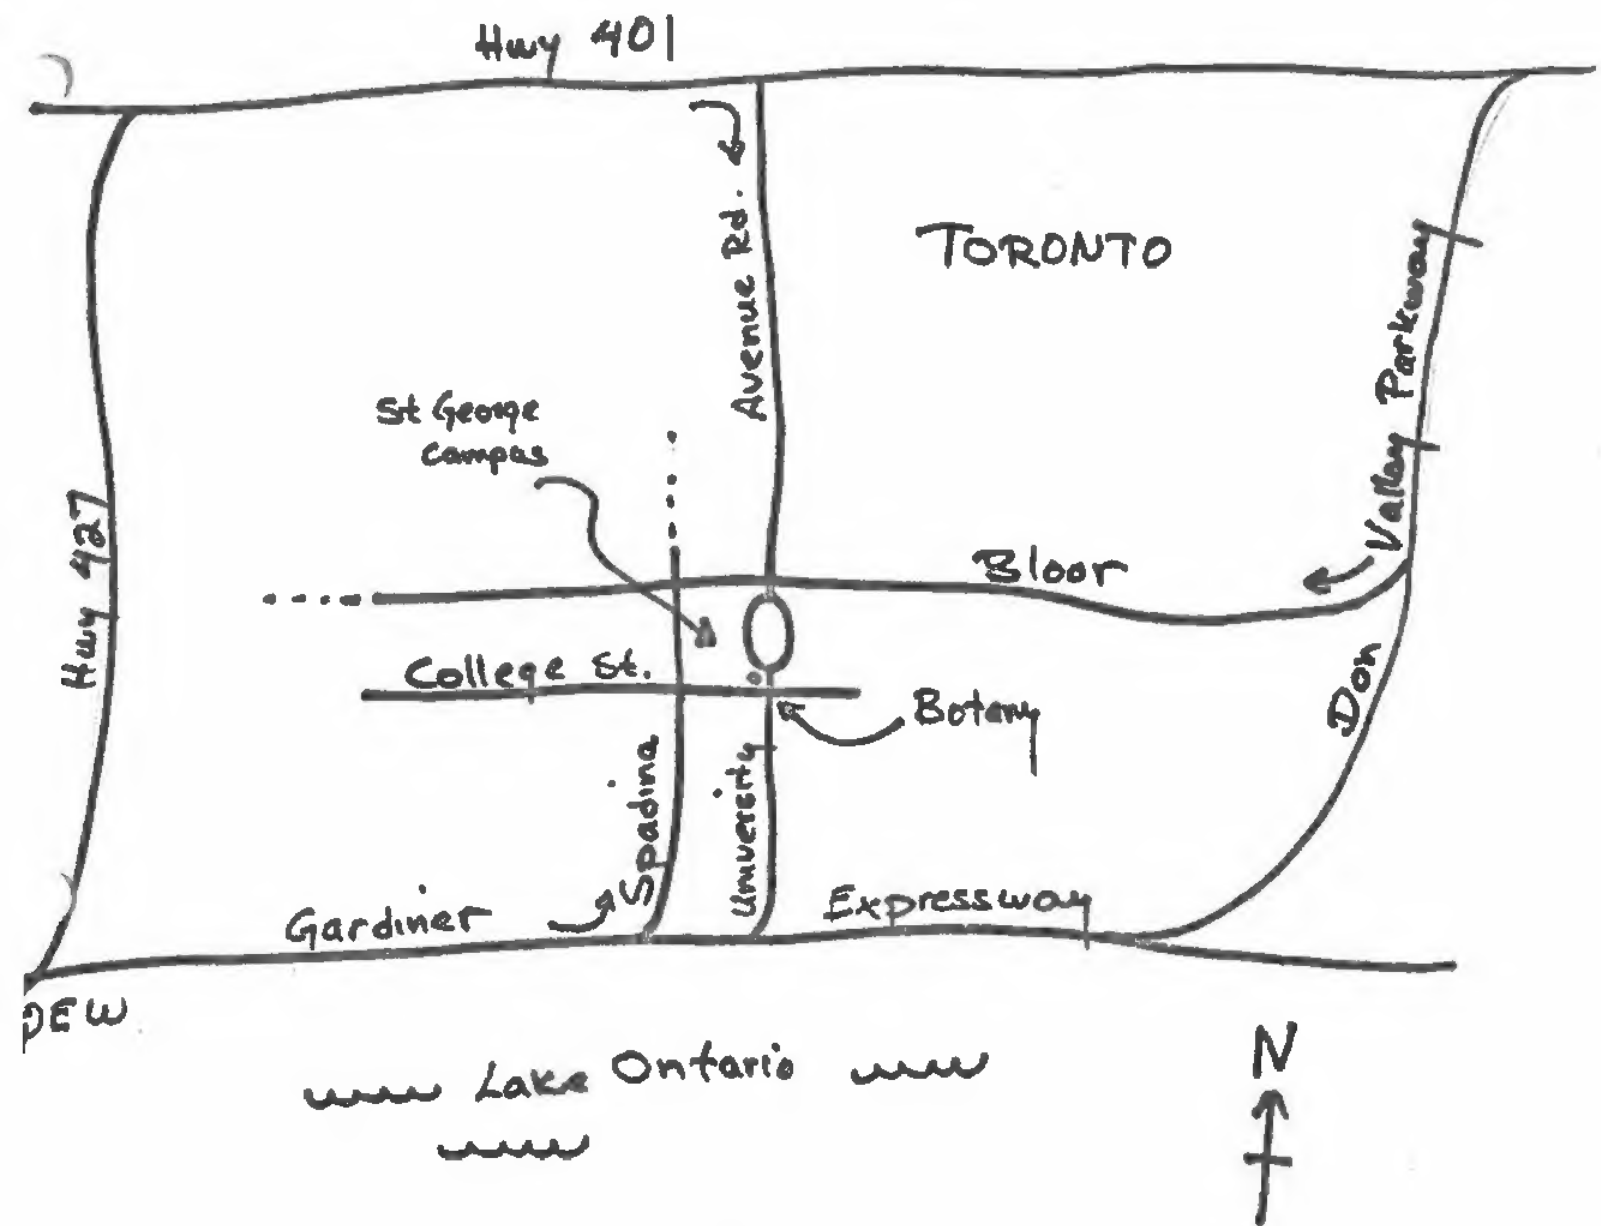 Hwy 401
Avenue Rd.
TORONTO
Don Valley Parkway
St George
Campas
Hwy 427
Bloor
College St.
Botany
Spadina
University
Gardiner Expressway
QEW
Lake Ontario
N